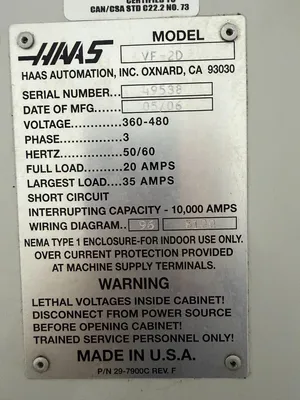 CERTIFIED TO
CAN/CSA STD C22.2 NO. 73
HAAS MODEL
VF-2D
HAAS AUTOMATION, INC. OXNARD, CA 93030
SERIAL NUMBER...49538
DATE OF MFG.....05/06
VOLTAGE.............360-480
PHASE................3
HERTZ................50/60
FULL LOAD..........20 AMPS
LARGEST LOAD....35 AMPS
SHORT CIRCUIT
INTERRUPTING CAPACITY - 10,000 AMPS
WIRING DIAGRAM..
NEMA TYPE 1 ENCLOSURE-FOR INDOOR USE ONLY.
OVER CURRENT PROTECTION PROVIDED
AT MACHINE SUPPLY TERMINALS.
WARNING
LETHAL VOLTAGES INSIDE CABINET!
DISCONNECT FROM POWER SOURCE
BEFORE OPENING CABINET!
TRAINED SERVICE PERSONNEL ONLY!
MADE IN U.S.A.
P/N 29-7900C REV. F